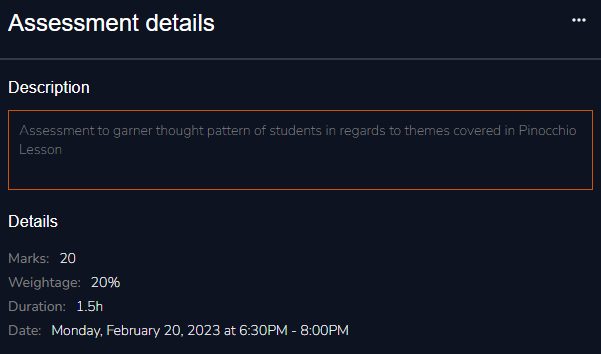 Assessment details
Description
Assessment to garner thought pattern of students in regards to themes covered in Pinocchio
Lesson
Details
Marks: 20
Weightage: 20%
Duration: 1.5h
Date: Monday, February 20, 2023 at 6:30PM - 8:00PM